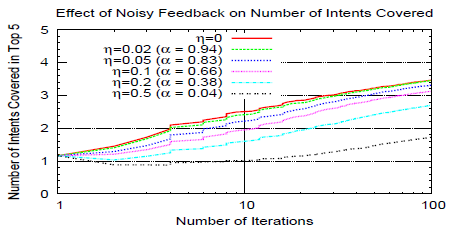 Effect of Noisy Feedback on Number of Intents Covered
Number of Intents Covered in Top 5
5
4
3
2
1
0
η=0
η=0.02 (α = 0.94)
η=0.05 (α = 0.83)
η=0.1 (α = 0.66)
η=0.2 (α = 0.38)
η=0.5 (α = 0.04)
1
10
100
Number of Iterations